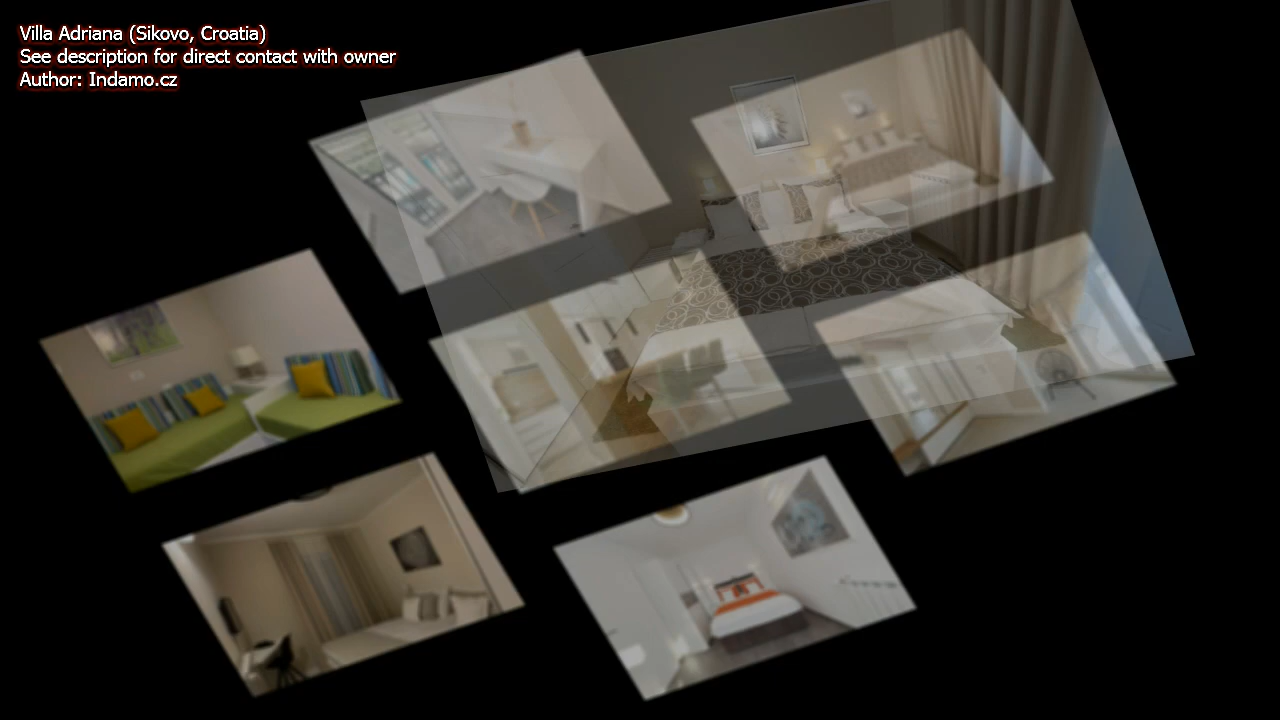 Villa Adriana (Sikovo, Croatia)
See description for direct contact with owner
Author: Indamo.cz